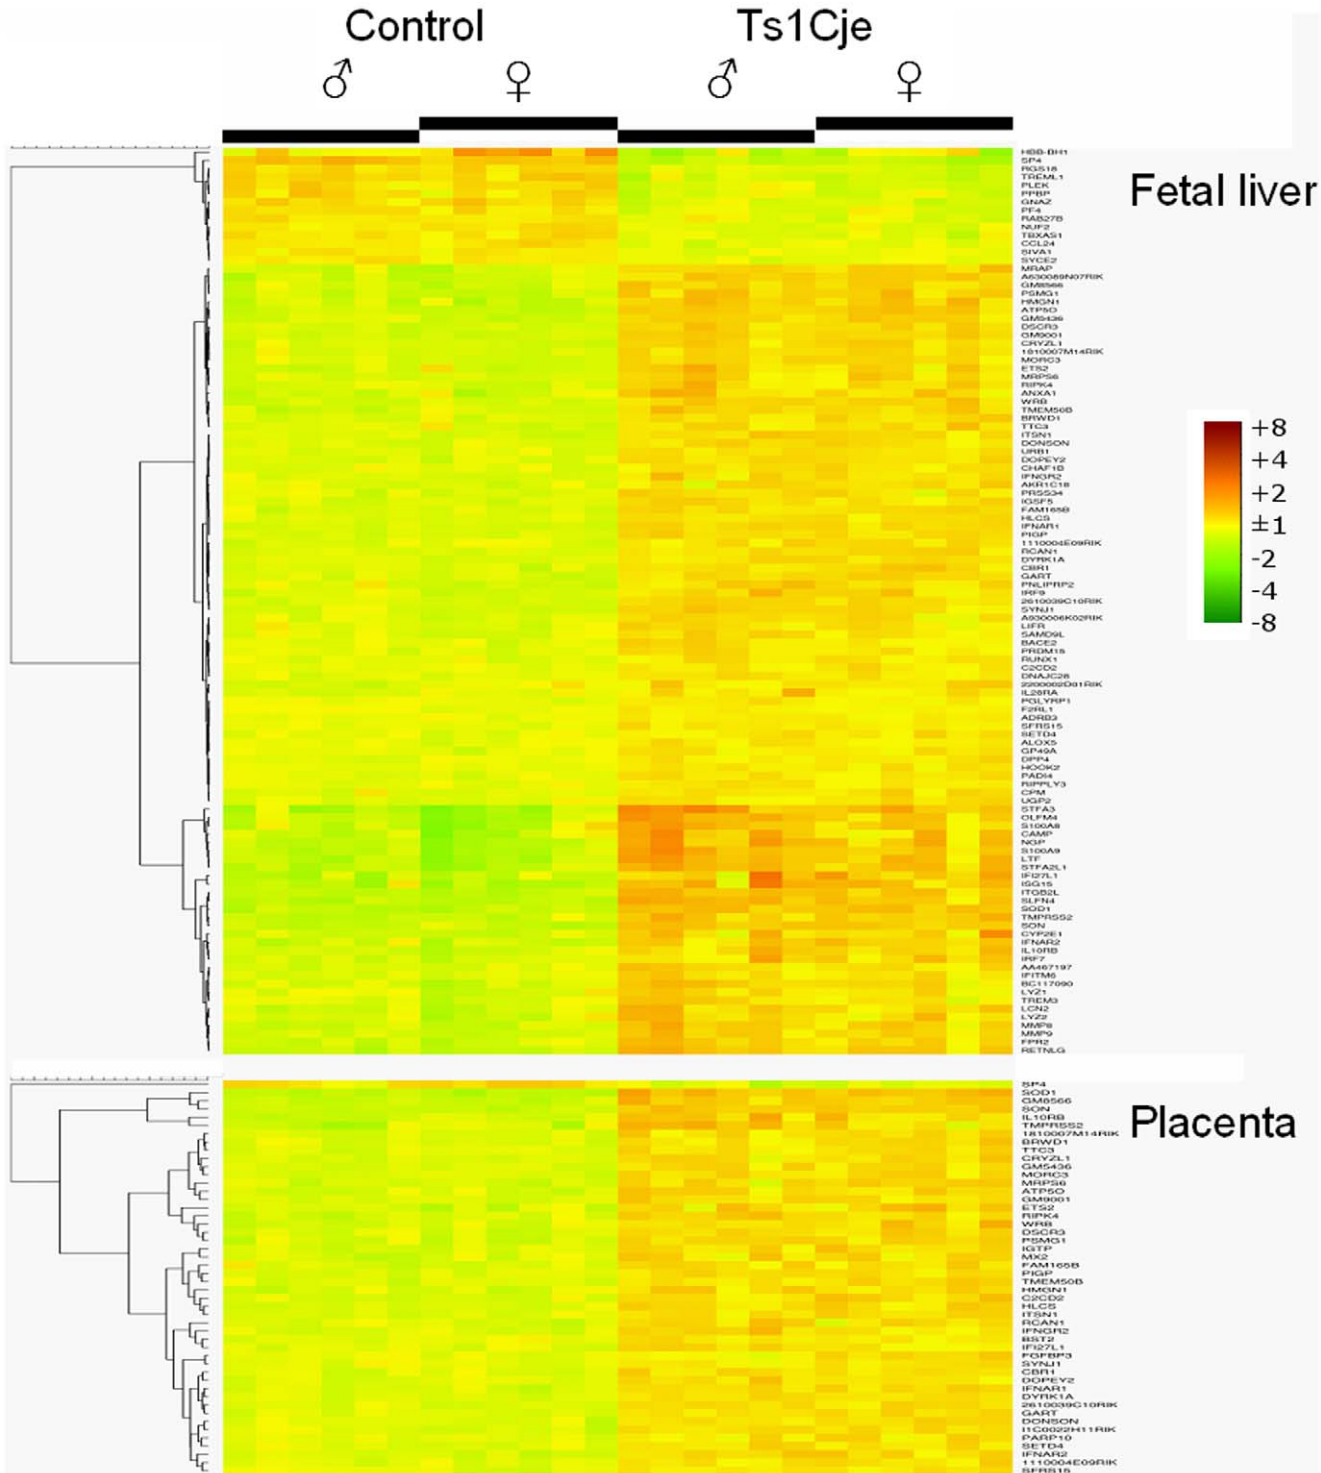 Control Ts1Cje
♂ ♀ ♂ ♀
Fetal liver
HBB-BH1
SP4
RGS18
TREML1
PLEK
PPBP
GNAZ
PF4
RAB27B
NUF2
TBXAS1
CCL24
SIVA1
SYCE2
MRAP
A630089N07RIK
GM8566
PSMG1
HMGN1
ATP5O
GM5436
DSCR3
GM9001
CRYZL1
1810007M14RIK
MORC3
ETS2
MRPS6
RIPK4
ANXA1
WRB
TMEM50B
BRWD1
TTC3
ITSN1
DONSON
URB1
DOPEY2
CHAF1B
IFNGR2
AKR1C18
PRSS34
IGSF5
FAM165B
HLCS
IFNAR1
PIGP
1110004E09RIK
RCAN1
DYRK1A
CBR1
GART
PNLIPRP2
IRF9
2610039C10RIK
SYNJ1
A930006K02RIK
LIFR
SAMD9L
BACE2
PRDM15
RUNX1
C2CD2
DNAJC28
2200002D01RIK
IL28RA
PGLYRP1
F2RL1
ADRB3
SFRS15
SETD4
ALOX5
GP49A
DPP4
HOOK2
PADI4
RIPPLY3
CPM
UGP2
STFA3
OLFM4
S100A8
CAMP
NGP
S100A9
LTF
STFA2L1
IFI27L1
ISG15
ITGB2L
SLFN4
SOD1
TMPRSS2
SON
CYP2E1
IFNAR2
IL10RB
IRF7
AA467197
IFITM6
BC117090
LYZ1
TREM3
LCN2
LYZ2
MMP8
MMP9
FPR2
RETNLG
+8
+4
+2
±1
-2
-4
-8
Placenta
SP4
SOD1
GM8566
SON
IL10RB
TMPRSS2
1810007M14RIK
BRWD1
TTC3
CRYZL1
GM5436
MORC3
MRPS6
ATP5O
GM9001
ETS2
RIPK4
WRB
DSCR3
PSMG1
IGTP
MX2
FAM165B
PIGP
TMEM50B
HMGN1
C2CD2
HLCS
ITSN1
RCAN1
IFNGR2
BST2
IFI27L1
FGFBP3
SYNJ1
CBR1
DOPEY2
IFNAR1
DYRK1A
2610039C10RIK
GART
DONSON
I1C0022H11RIK
PARP10
SETD4
IFNAR2
1110004E09RIK
SFRS15